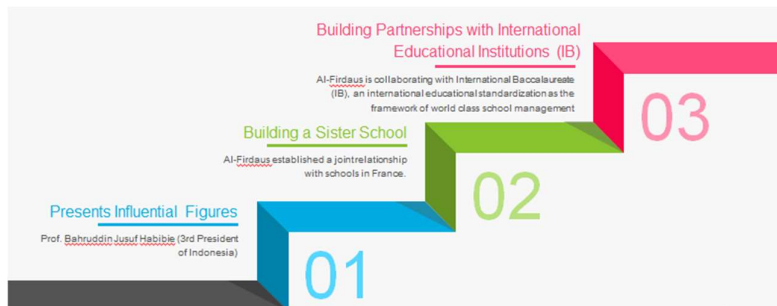 Building Partnerships with International
Educational Institutions (IB)
Al-Firdaus is collaborating with International Baccalaureate
(IB), an international educational standardization as the
framework of world class school management
03
Building a Sister School
Al-Firdaus established a jointrelationship
with schools in France.
02
Presents Influential Figures
Prof. Bahruddin Jusuf Habibie (3rd President
of Indonesia)
01